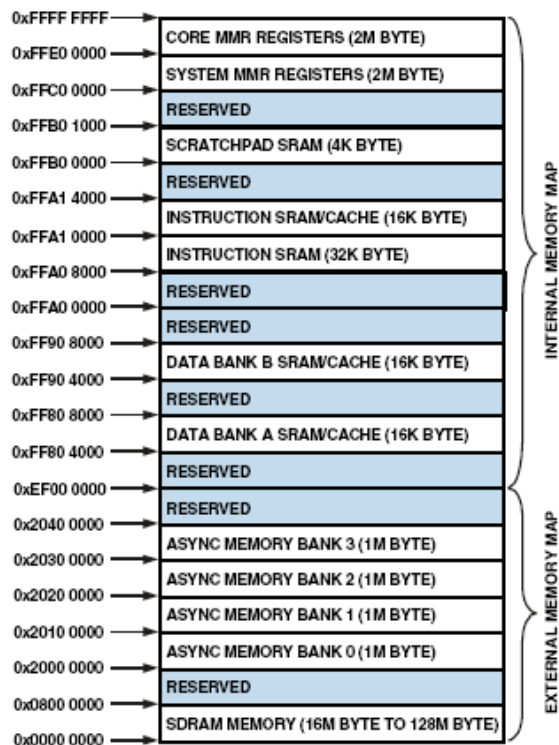 0xFFFF FFFF
CORE MMR REGISTERS (2M BYTE)
0xFFE0 0000
SYSTEM MMR REGISTERS (2M BYTE)
0xFFC0 0000
RESERVED
0xFFB0 1000
SCRATCHPAD SRAM (4K BYTE)
0xFFB0 0000
RESERVED
0xFFA1 4000
INSTRUCTION SRAM/CACHE (16K BYTE)
0xFFA1 0000
INSTRUCTION SRAM (32K BYTE)
0xFFA0 8000
RESERVED
0xFFA0 0000
RESERVED
0xFF90 8000
DATA BANK B SRAM/CACHE (16K BYTE)
0xFF90 4000
RESERVED
0xFF80 8000
DATA BANK A SRAM/CACHE (16K BYTE)
0xFF80 4000
RESERVED
0xEF00 0000
RESERVED
0x2040 0000
ASYNC MEMORY BANK 3 (1M BYTE)
0x2030 0000
ASYNC MEMORY BANK 2 (1M BYTE)
0x2020 0000
ASYNC MEMORY BANK 1 (1M BYTE)
0x2010 0000
ASYNC MEMORY BANK 0 (1M BYTE)
0x2000 0000
RESERVED
0x0800 0000
SDRAM MEMORY (16M BYTE TO 128M BYTE)
0x0000 0000
INTERNAL MEMORY MAP
EXTERNAL MEMORY MAP